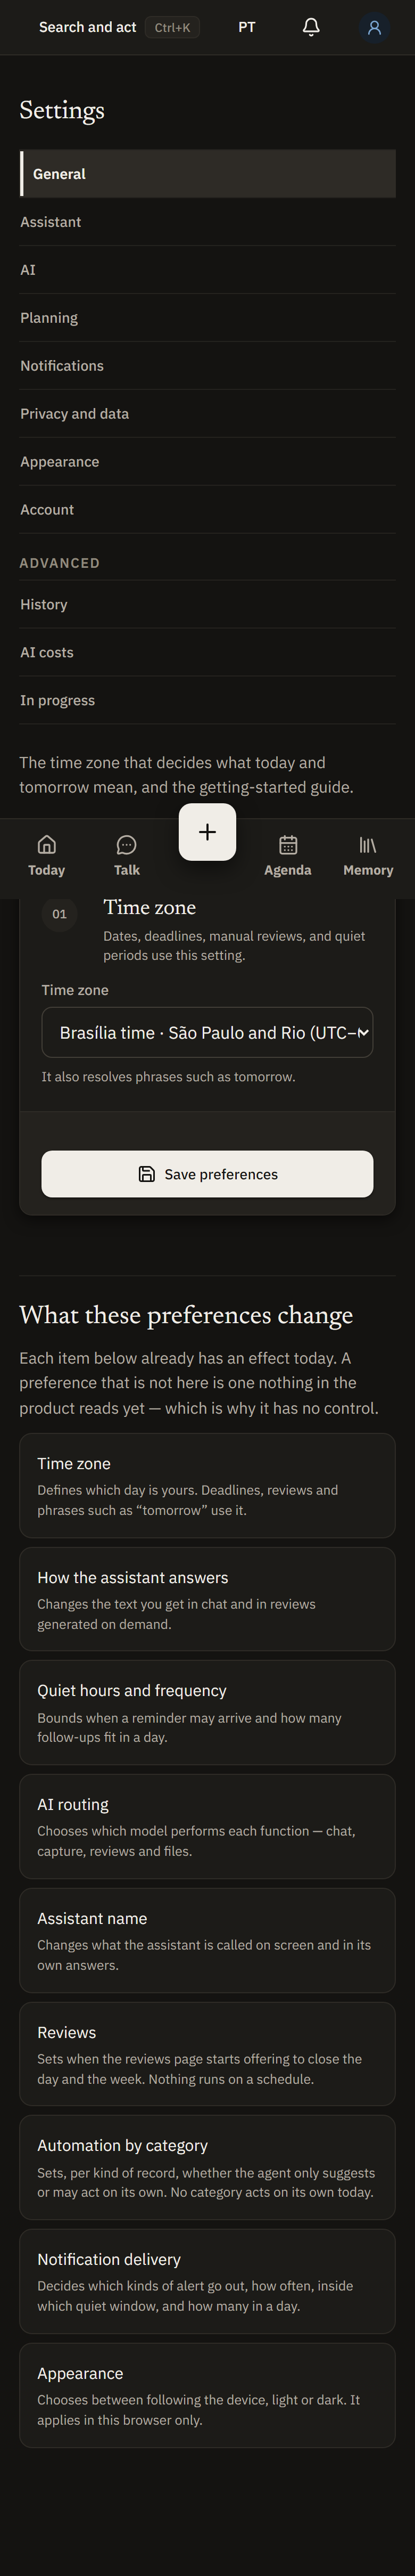 Search and act Ctrl+K PT
Settings
General
Assistant
AI
Planning
Notifications
Privacy and data
Appearance
Account
ADVANCED
History
AI costs
In progress
The time zone that decides what today and
tomorrow mean, and the getting-started guide.
Today Talk + Agenda Memory
01 Time zone
Dates, deadlines, manual reviews, and quiet
periods use this setting.
Time zone
Brasília time · São Paulo and Rio (UTC−
It also resolves phrases such as tomorrow.
Save preferences
What these preferences change
Each item below already has an effect today. A
preference that is not here is one nothing in the
product reads yet — which is why it has no control.
Time zone
Defines which day is yours. Deadlines, reviews and
phrases such as “tomorrow” use it.
How the assistant answers
Changes the text you get in chat and in reviews
generated on demand.
Quiet hours and frequency
Bounds when a reminder may arrive and how many
follow-ups fit in a day.
AI routing
Chooses which model performs each function — chat,
capture, reviews and files.
Assistant name
Changes what the assistant is called on screen and in its
own answers.
Reviews
Sets when the reviews page starts offering to close the
day and the week. Nothing runs on a schedule.
Automation by category
Sets, per kind of record, whether the agent only suggests
or may act on its own. No category acts on its own today.
Notification delivery
Decides which kinds of alert go out, how often, inside
which quiet window, and how many in a day.
Appearance
Chooses between following the device, light or dark. It
applies in this browser only.